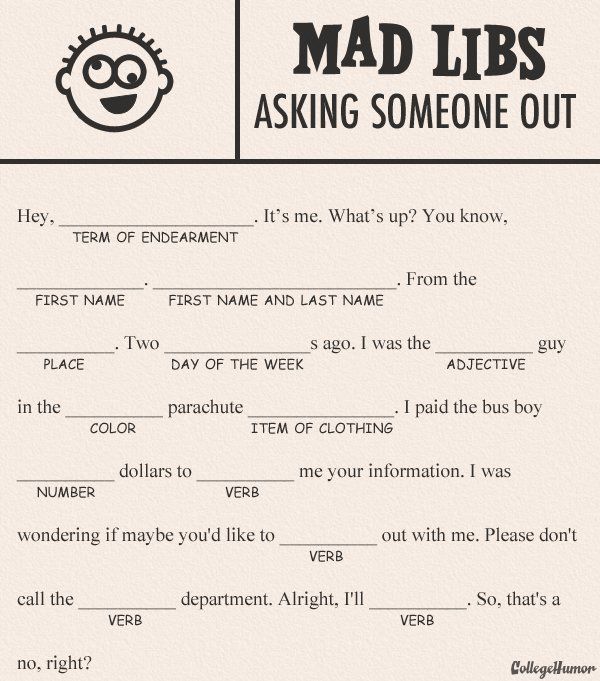 MAD LIBS
ASKING SOMEONE OUT
Hey, ____________________. It's me. What's up? You know,
TERM OF ENDEARMENT
_____________. _________________________. From the
FIRST NAME FIRST NAME AND LAST NAME
__________. Two _______________s ago. I was the __________ guy
PLACE DAY OF THE WEEK ADJECTIVE
in the __________ parachute _______________. I paid the bus boy
COLOR ITEM OF CLOTHING
__________ dollars to __________ me your information. I was
NUMBER VERB
wondering if maybe you'd like to __________ out with me. Please don't
VERB
call the __________ department. Alright, I'll __________. So, that's a
VERB VERB
no, right?
CollegeHumor